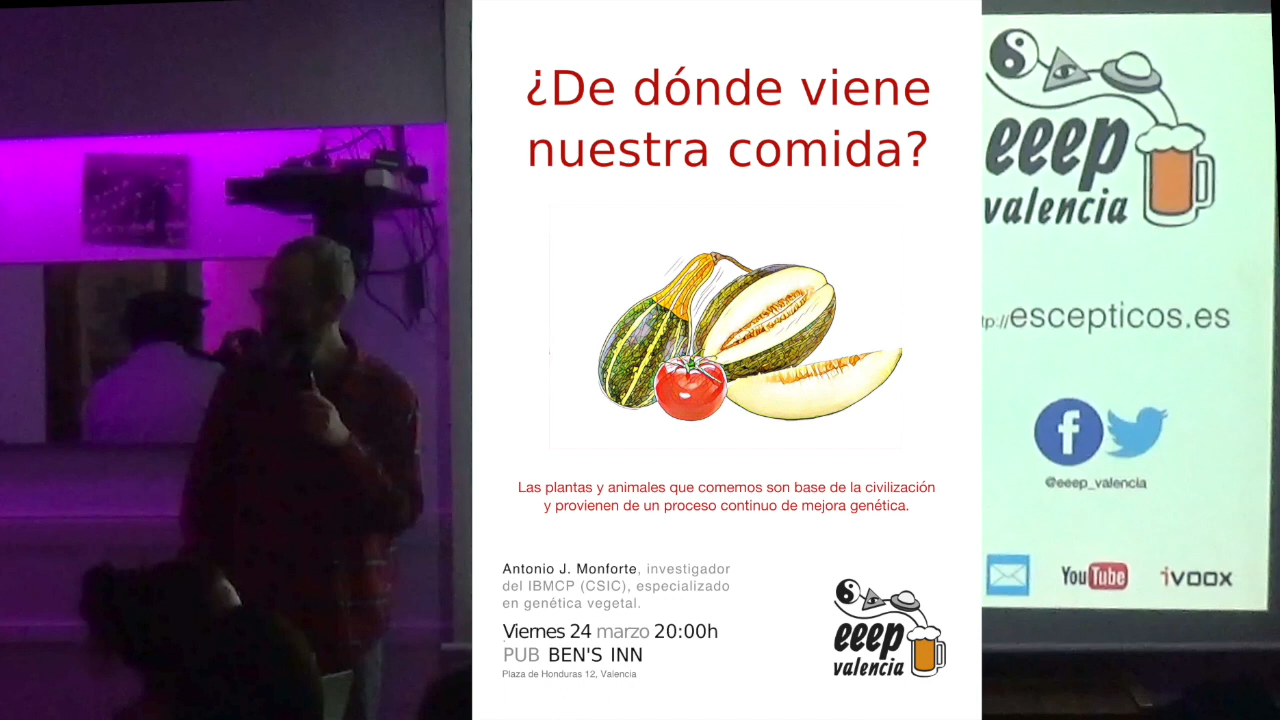 ¿De dónde viene
nuestra comida?
Las plantas y animales que comemos son base de la civilización
y provienen de un proceso continuo de mejora genética.
Antonio J. Monforte, investigador
del IBMCP (CSIC), especializado
en genética vegetal.
Viernes 24 marzo 20:00h
PUB BEN'S INN
Plaza de Honduras 12, Valencia
eeep
valencia
eeep
valencia
tp://escepticos.es
f
@eeep_valencia
YouTube ivoox